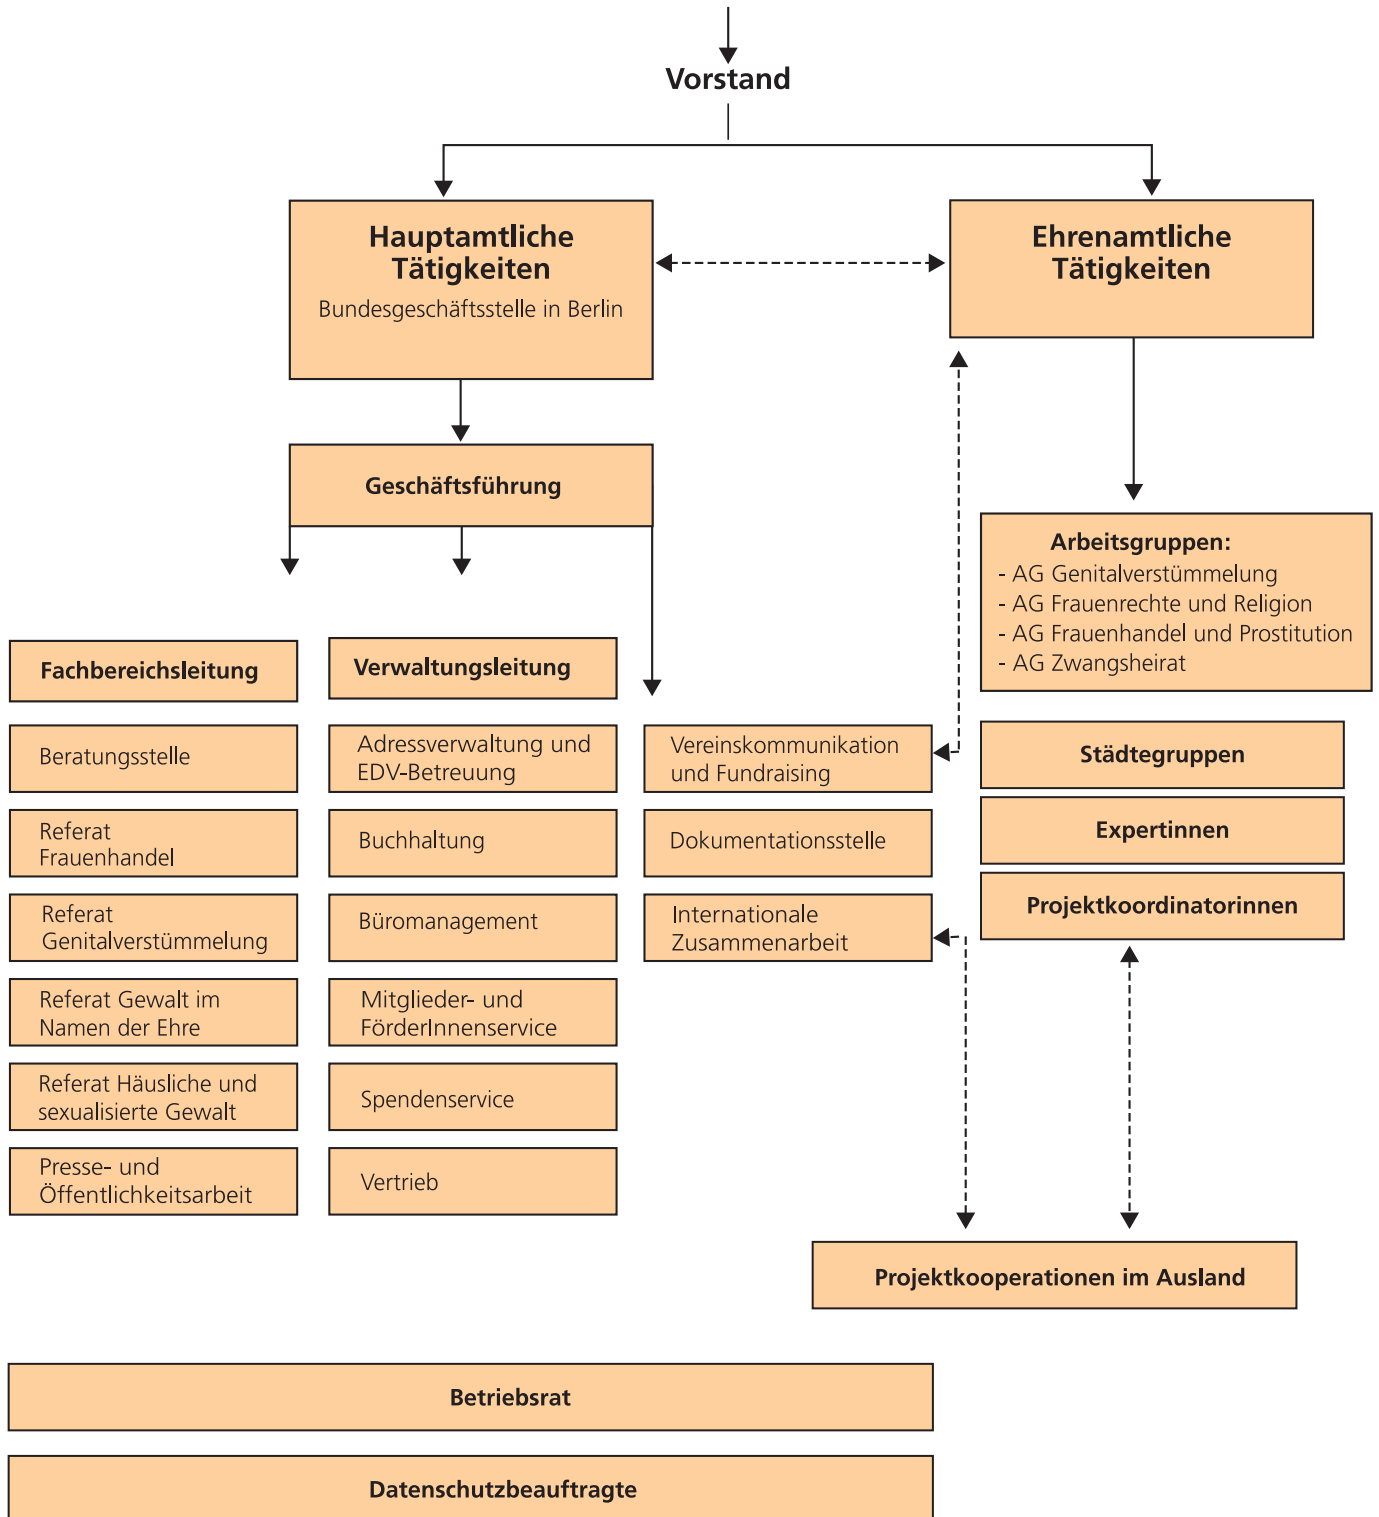 Vorstand
Hauptamtliche
Tätigkeiten
Bundesgeschäftsstelle in Berlin
Ehrenamtliche
Tätigkeiten
Geschäftsführung
Arbeitsgruppen:
- AG Genitalverstümmelung
- AG Frauenrechte und Religion
- AG Frauenhandel und Prostitution
- AG Zwangsheirat
Fachbereichsleitung
Beratungsstelle
Referat
Frauenhandel
Referat
Genitalverstümmelung
Referat Gewalt im
Namen der Ehre
Referat Häusliche und
sexualisierte Gewalt
Presse- und
Öffentlichkeitsarbeit
Verwaltungsleitung
Adressverwaltung und
EDV-Betreuung
Buchhaltung
Büromanagement
Mitglieder- und
FörderInnenservice
Spendenservice
Vertrieb
Vereinskommunikation
und Fundraising
Dokumentationsstelle
Internationale
Zusammenarbeit
Städtegruppen
Expertinnen
Projektkoordinatorinnen
Projektkooperationen im Ausland
Betriebsrat
Datenschutzbeauftragte